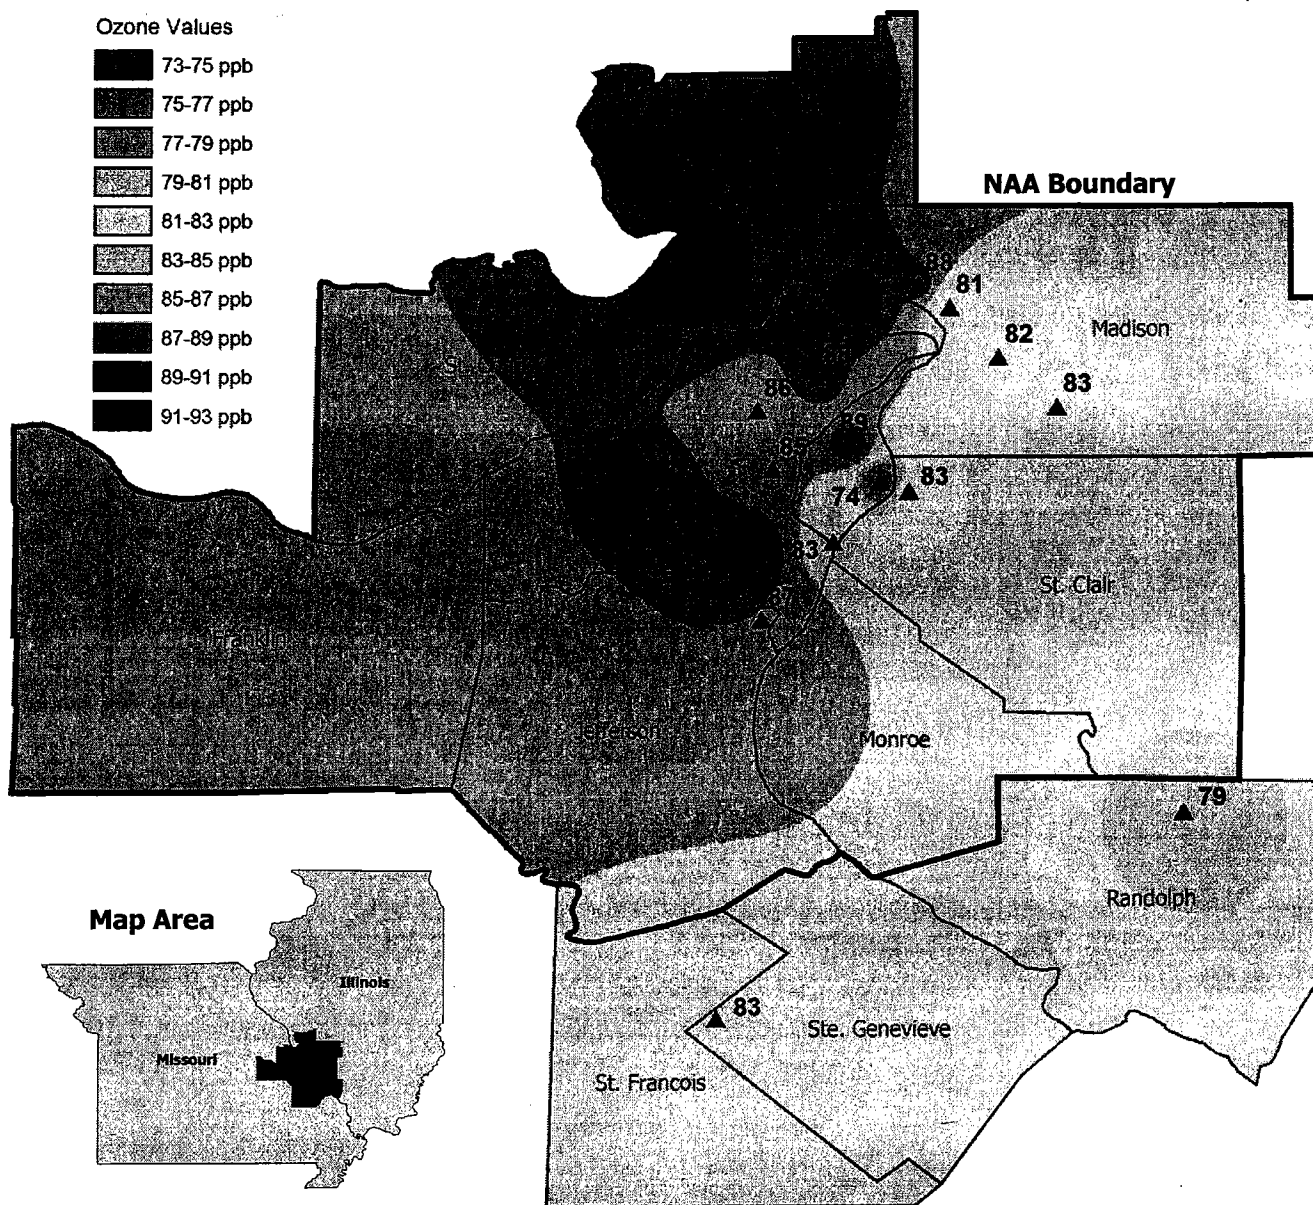 Ozone Values
73-75 ppb
75-77 ppb
77-79 ppb
79-81 ppb
81-83 ppb
83-85 ppb
85-87 ppb
87-89 ppb
89-91 ppb
91-93 ppb
NAA Boundary
81
82
83
Madison
86
79
74
83
83
St. Clair
Franklin
Jefferson
Monroe
79
Randolph
Map Area
Illinois
Missouri
83
Ste. Genevieve
St. Francois